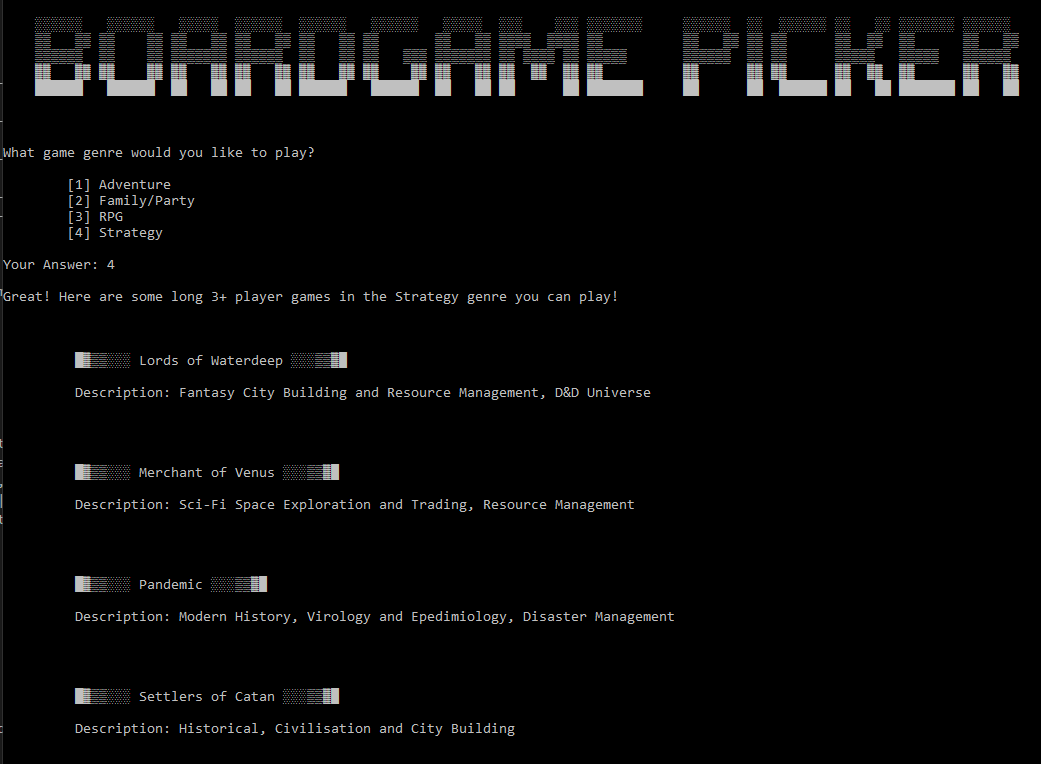 BOARDGAME PICKER
What game genre would you like to play?
[1] Adventure
[2] Family/Party
[3] RPG
[4] Strategy
Your Answer: 4
Great! Here are some long 3+ player games in the Strategy genre you can play!
Lords of Waterdeep
Description: Fantasy City Building and Resource Management, D&D Universe
Merchant of Venus
Description: Sci-Fi Space Exploration and Trading, Resource Management
Pandemic
Description: Modern History, Virology and Epedimiology, Disaster Management
Settlers of Catan
Description: Historical, Civilisation and City Building